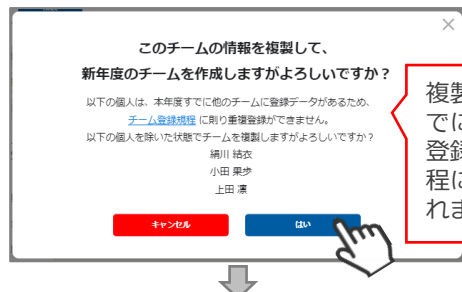 このチームの情報を複製して、
新年度のチームを作成しますがよろしいですか？
以下の個人は、本年度すでに他のチームに登録データがあるため、
チーム登録規程 に則り重複登録ができません。
以下の個人を除いた状態でチームを複製しますがよろしいですか？
絹川 結衣
小田 果歩
上田 凛
キャンセル
はい
複製
でに
登録
程に
れま